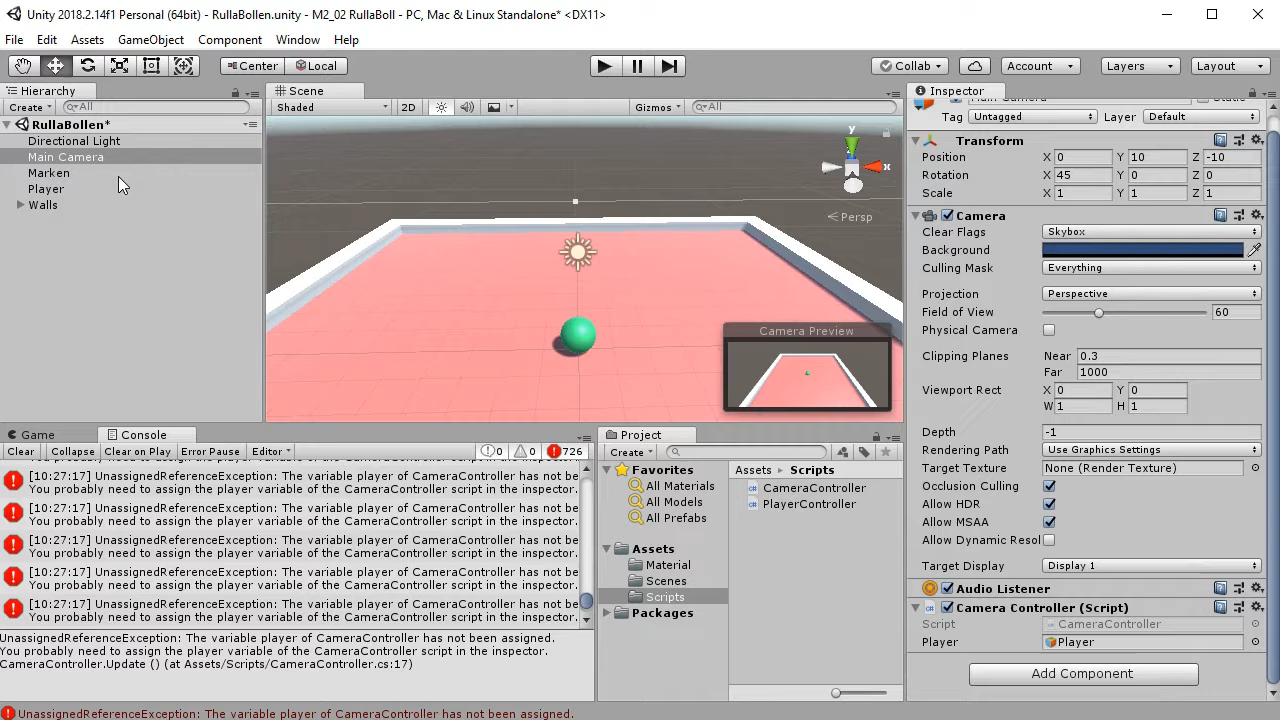 Unity 2018.2.14f1 Personal (64bit) - RullaBollen.unity - M2_02 RullaBoll - PC, Mac & Linux Standalone* <DX11>
File Edit Assets GameObject Component Window Help
Center Local Collab Account Layers Layout
Hierarchy
Create All
RullaBollen*
Directional Light
Main Camera
Marken
Player
Walls
Scene
Shaded 2D Gizmos All
y
x
Persp
Camera Preview
Inspector
Tag Untagged Layer Default
Transform
Position X 0 Y 10 Z -10
Rotation X 45 Y 0 Z 0
Scale X 1 Y 1 Z 1
Camera
Clear Flags Skybox
Background
Culling Mask Everything
Projection Perspective
Field of View 60
Physical Camera
Clipping Planes Near 0.3
Far 1000
Viewport Rect X 0 Y 0
W 1 H 1
Depth -1
Rendering Path Use Graphics Settings
Target Texture None (Render Texture)
Occlusion Culling
Allow HDR
Allow MSAA
Allow Dynamic Resol
Target Display Display 1
Audio Listener
Camera Controller (Script)
Script CameraController
Player Player
Add Component
Game Console
Clear Collapse Clear on Play Error Pause Editor 0 0 726
[10:27:17] UnassignedReferenceException: The variable player of CameraController has not be
You probably need to assign the player variable of the CameraController script in the inspector.
[10:27:17] UnassignedReferenceException: The variable player of CameraController has not be
You probably need to assign the player variable of the CameraController script in the inspector.
[10:27:17] UnassignedReferenceException: The variable player of CameraController has not be
You probably need to assign the player variable of the CameraController script in the inspector.
[10:27:17] UnassignedReferenceException: The variable player of CameraController has not be
You probably need to assign the player variable of the CameraController script in the inspector.
[10:27:17] UnassignedReferenceException: The variable player of CameraController has not be
You probably need to assign the player variable of the CameraController script in the inspector.
UnassignedReferenceException: The variable player of CameraController has not been assigned.
You probably need to assign the player variable of the CameraController script in the inspector.
CameraController.Update () (at Assets/Scripts/CameraController.cs:17)
Project
Create
Favorites
All Materials
All Models
All Prefabs
Assets
Material
Scenes
Scripts
Packages
Assets Scripts
CameraController
PlayerController
UnassignedReferenceException: The variable player of CameraController has not been assigned.